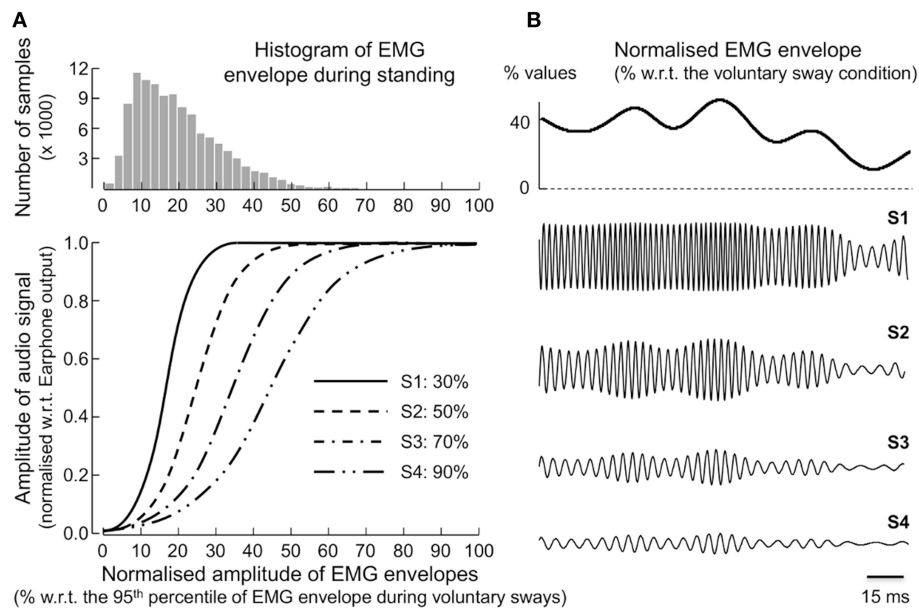 A
Histogram of EMG
envelope during standing
Number of samples
(x 1000)
12
9
6
3
0 10 20 30 40 50 60 70 80 90 100
Amplitude of audio signal
(normalised w.r.t. Earphone output)
1.0
0.8
0.6
0.4
0.2
0.0
S1: 30%
S2: 50%
S3: 70%
S4: 90%
0 10 20 30 40 50 60 70 80 90 100
Normalised amplitude of EMG envelopes
(% w.r.t. the 95th percentile of EMG envelope during voluntary sways)
B
Normalised EMG envelope
% values (% w.r.t. the voluntary sway condition)
40
0
S1
S2
S3
S4
15 ms